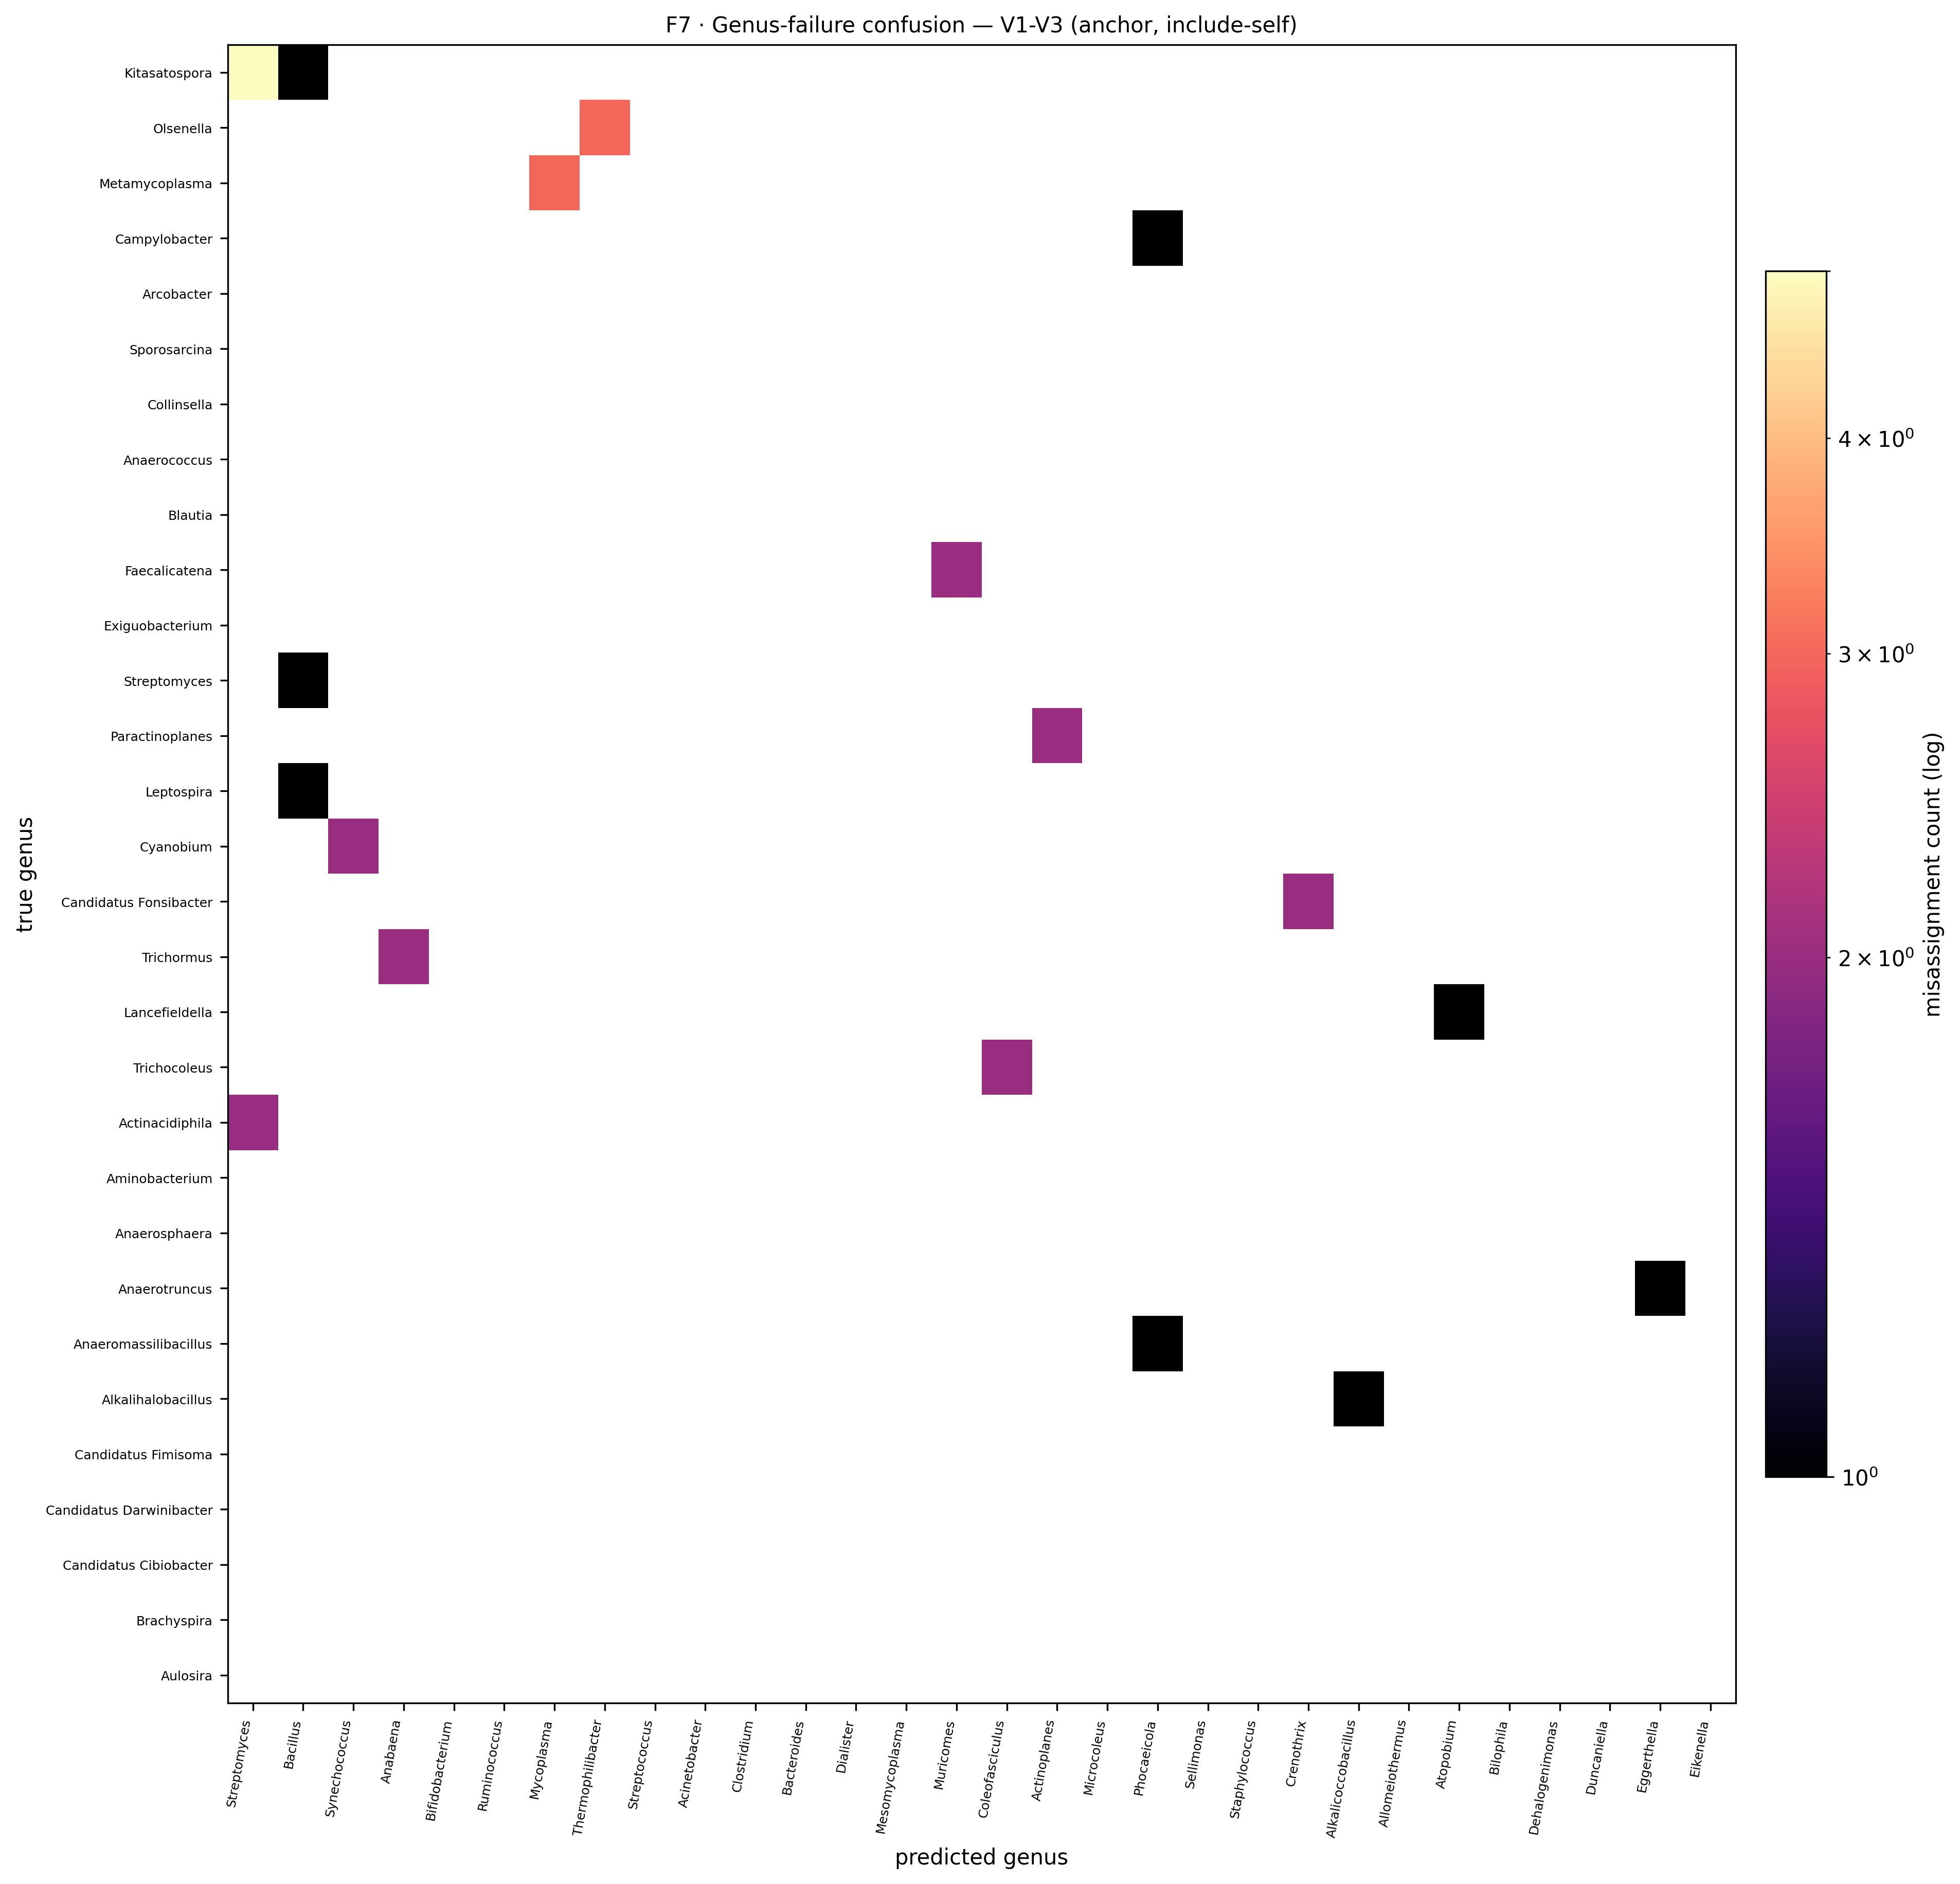 F7 · Genus-failure confusion — V1-V3 (anchor, include-self)
Kitasatospora
Olsenella
Metamycoplasma
Campylobacter
Arcobacter
Sporosarcina
Collinsella
Anaerococcus
Blautia
Faecalicatena
Exiguobacterium
Streptomyces
Paractinoplanes
Leptospira
Cyanobium
Candidatus Fonsibacter
Trichormus
Lancefieldella
Trichocoleus
Actinacidiphila
Aminobacterium
Anaerosphaera
Anaerotruncus
Anaeromassilibacillus
Alkalihalobacillus
Candidatus Fimisoma
Candidatus Darwinibacter
Candidatus Cibiobacter
Brachyspira
Aulosira
true genus
Streptomyces
Bacillus
Synechococcus
Anabaena
Bifidobacterium
Ruminococcus
Mycoplasma
Thermophilibacter
Streptococcus
Acinetobacter
Clostridium
Bacteroides
Dialister
Mesomycoplasma
Muricomes
Coleofasciculus
Actinoplanes
Microcoleus
Phocaeicola
Sellimonas
Staphylococcus
Crenothrix
Alkalicoccobacillus
Allomeiothermus
Atopobium
Bilophila
Dehalogenimonas
Duncaniella
Eggerthella
Eikenella
predicted genus
4 × 10⁰
3 × 10⁰
2 × 10⁰
10⁰
misassignment count (log)